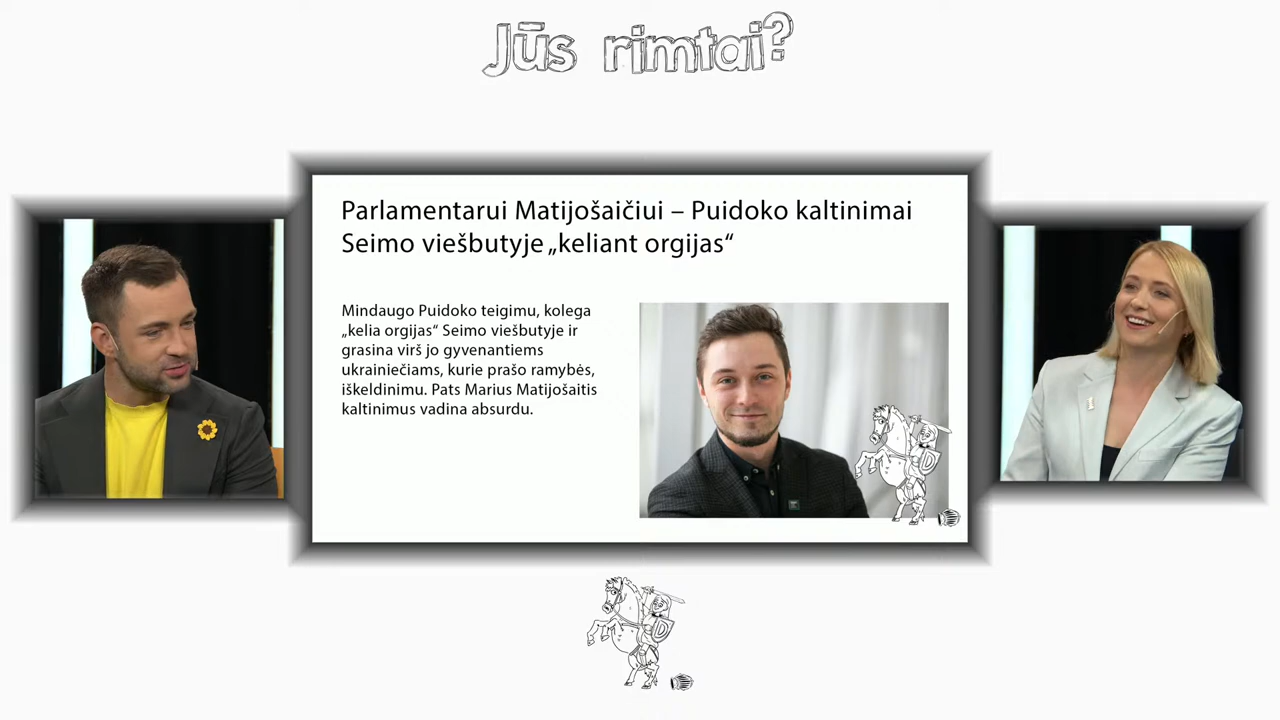 Jūs rimtai?
Parlamentarui Matijošaičiui – Puidoko kaltinimai
Seimo viešbutyje „keliant orgijas“
Mindaugo Puidoko teigimu, kolega
„kelia orgijas“ Seimo viešbutyje ir
grasina virš jo gyvenantiems
ukrainiečiams, kurie prašo ramybės,
iškeldinimu. Pats Marius Matijošaitis
kaltinimus vadina absurdu.